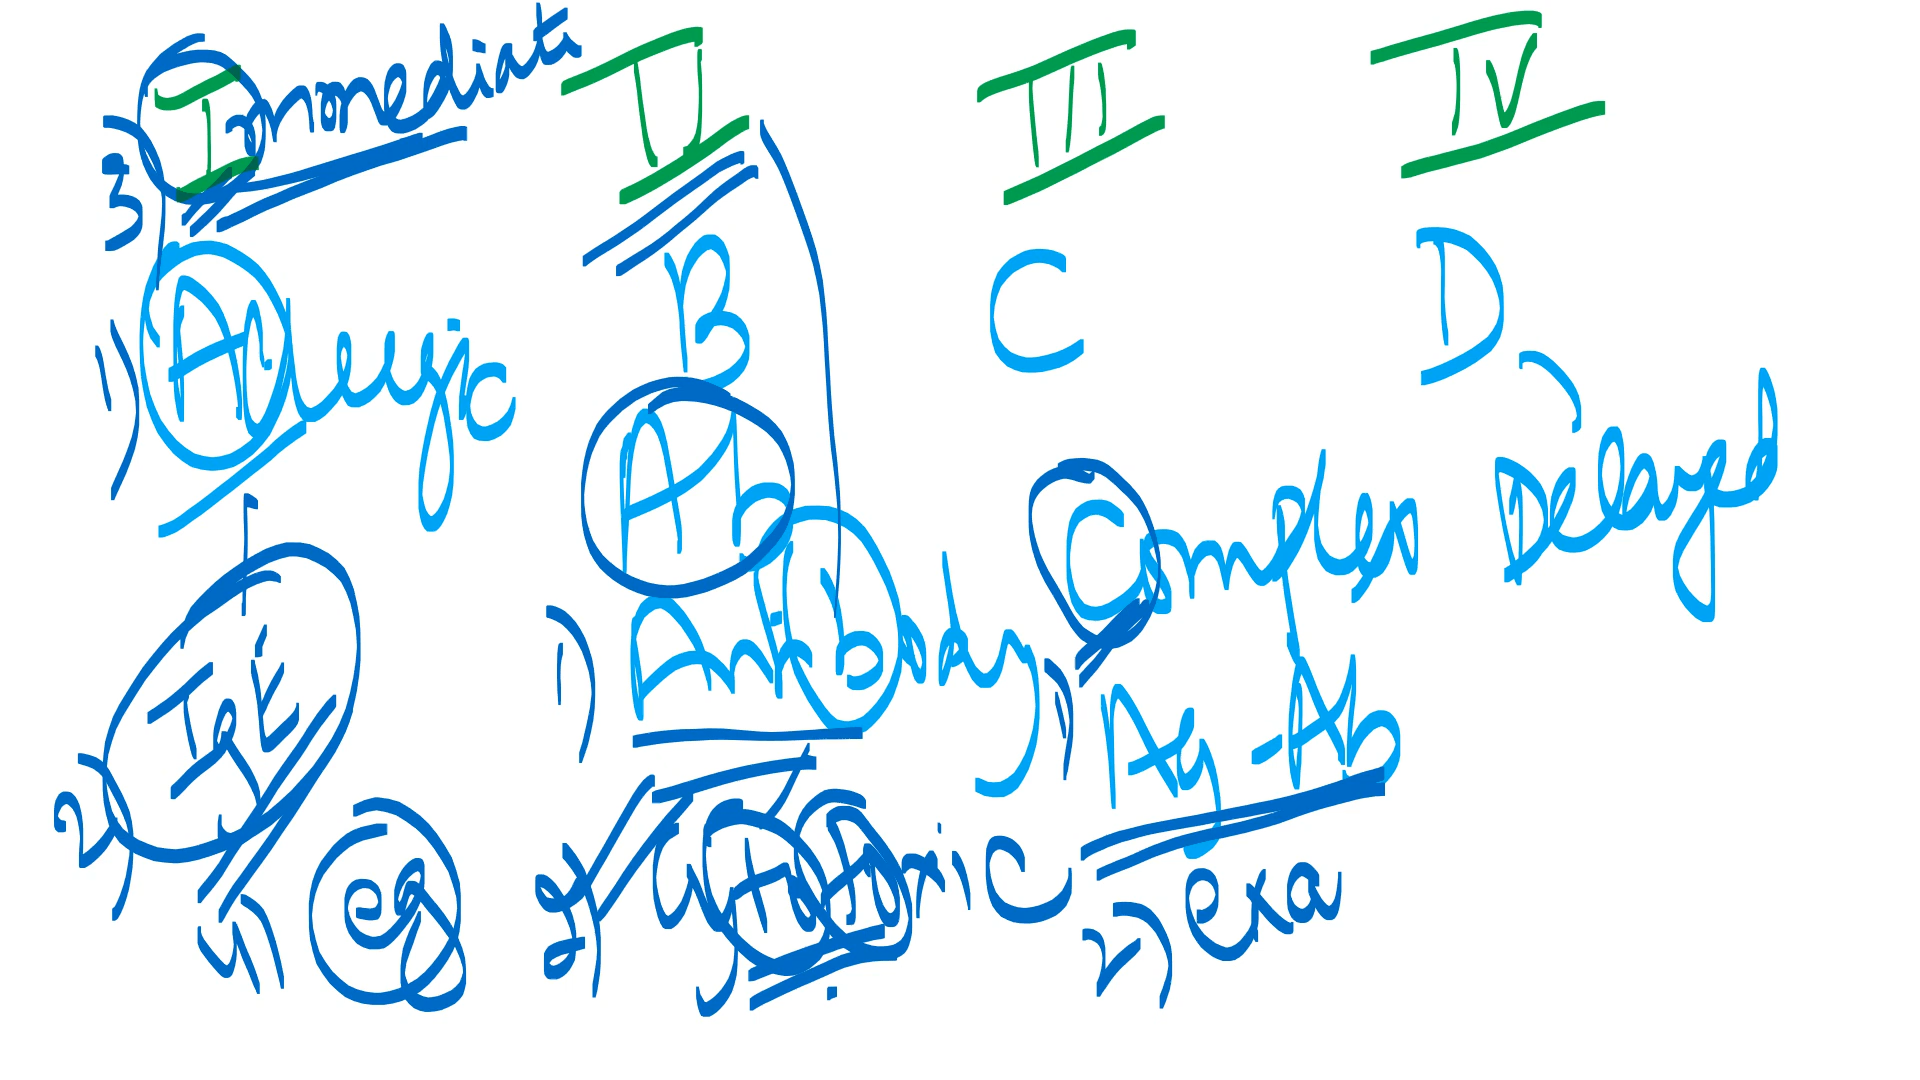 Immediate II III IV
3)
B C D
1) Allergic
Ab
Complex Delayed
1) Antibody
IgE
2)
1) Ag-Ab
2) Cytotoxic
4) eg
2) exa